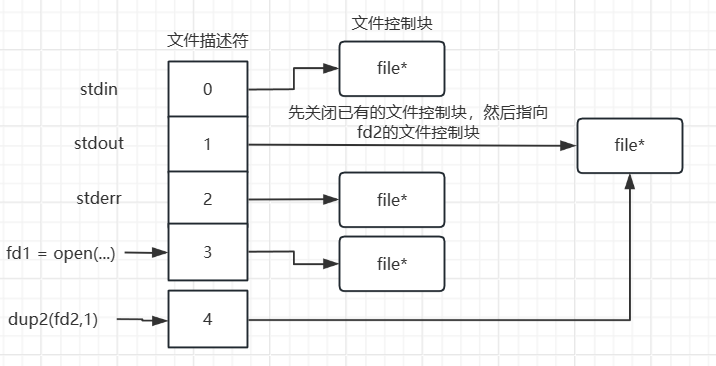 文件控制块
文件描述符
stdin
0
file*
先关闭已有的文件控制块，然后指向
fd2的文件控制块
stdout
1
file*
stderr
2
file*
fd1 = open(...)
3
file*
dup2(fd2,1)
4